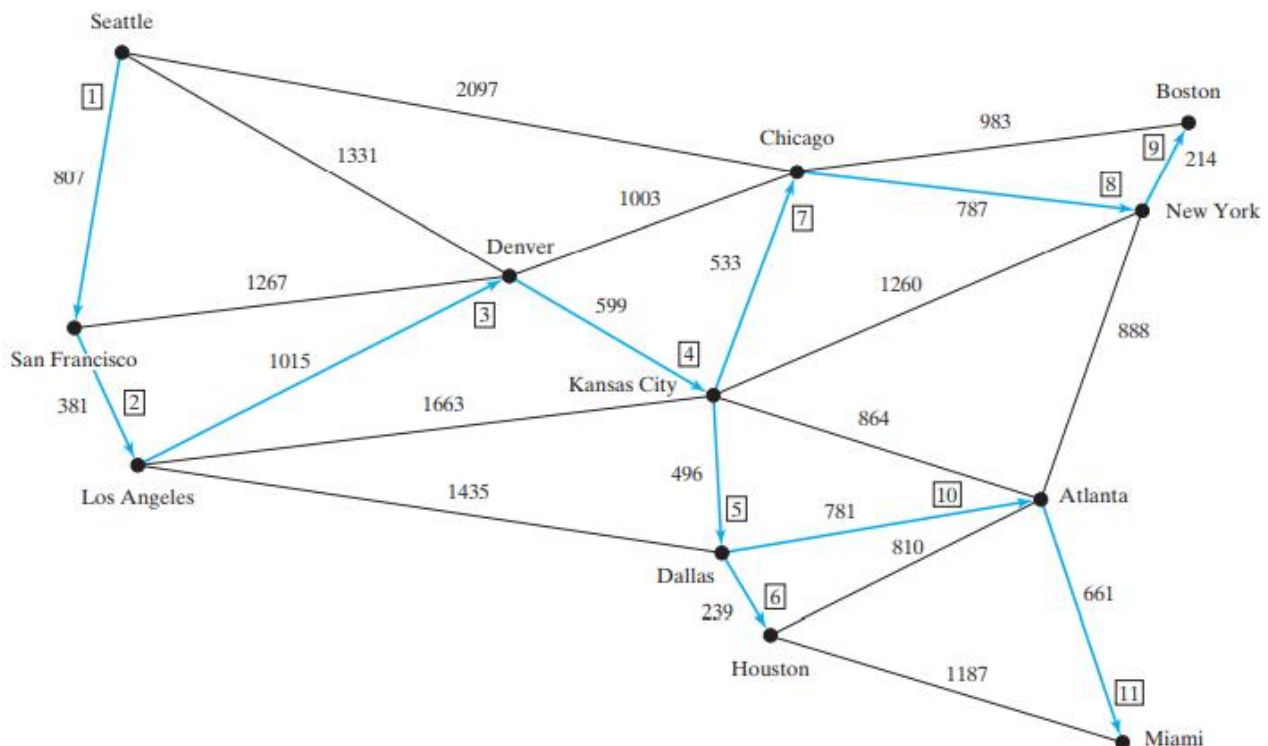 Seattle
1
2097
Boston
983
Chicago
9
214
1331
807
8
1003
787
New York
7
Denver
533
1267
599
1260
3
888
San Francisco
1015
4
Kansas City
381
2
1663
864
496
Los Angeles
1435
10
Atlanta
5
781
810
Dallas
661
6
239
Houston
1187
11
Miami